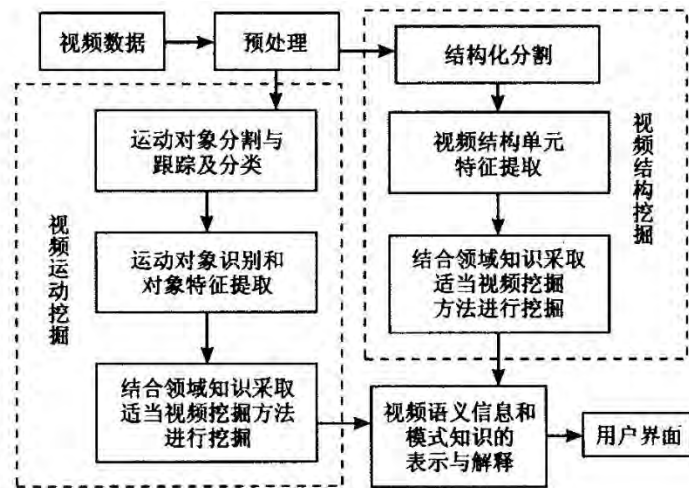 视频数据
预处理
结构化分割
运动对象分割与
跟踪及分类
视频结构单元
特征提取
视频结构挖掘
视频运动挖掘
运动对象识别和
对象特征提取
结合领域知识采取
适当视频挖掘
方法进行挖掘
结合领域知识采取
适当视频挖掘方法
进行挖掘
视频语义信息和
模式知识的
表示与解释
用户界面